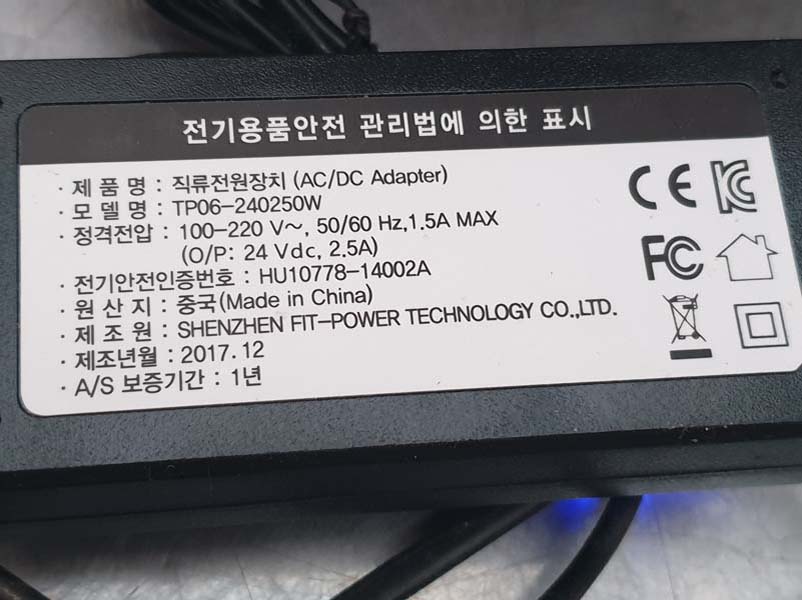 전기용품안전 관리법에 의한 표시
· 제 품 명 : 직류전원장치 (AC/DC Adapter)
· 모 델 명 : TP06-240250W
· 정격전압 : 100-220 V～, 50/60 Hz,1.5A MAX
(O/P: 24 Vdc, 2.5A)
· 전기안전인증번호 : HU10778-14002A
· 원 산 지 : 중국(Made in China)
· 제 조 원 : SHENZHEN FIT-POWER TECHNOLOGY CO.,LTD.
· 제조년월 : 2017. 12
· A/S 보증기간 : 1년
CE
FC